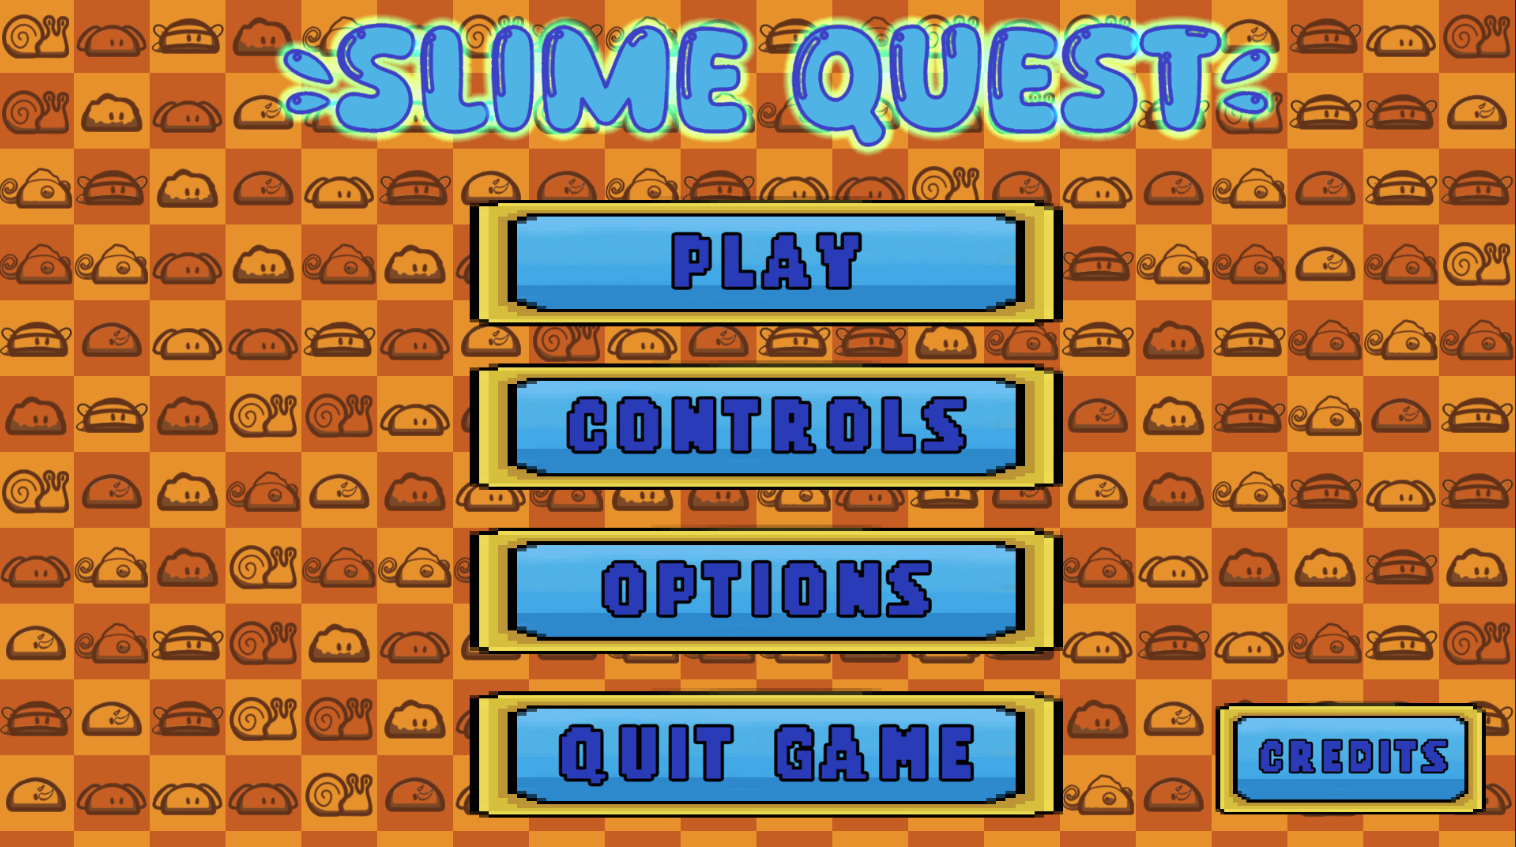 SLIME QUEST
PLAY
CONTROLS
OPTIONS
QUIT GAME
CREDITS